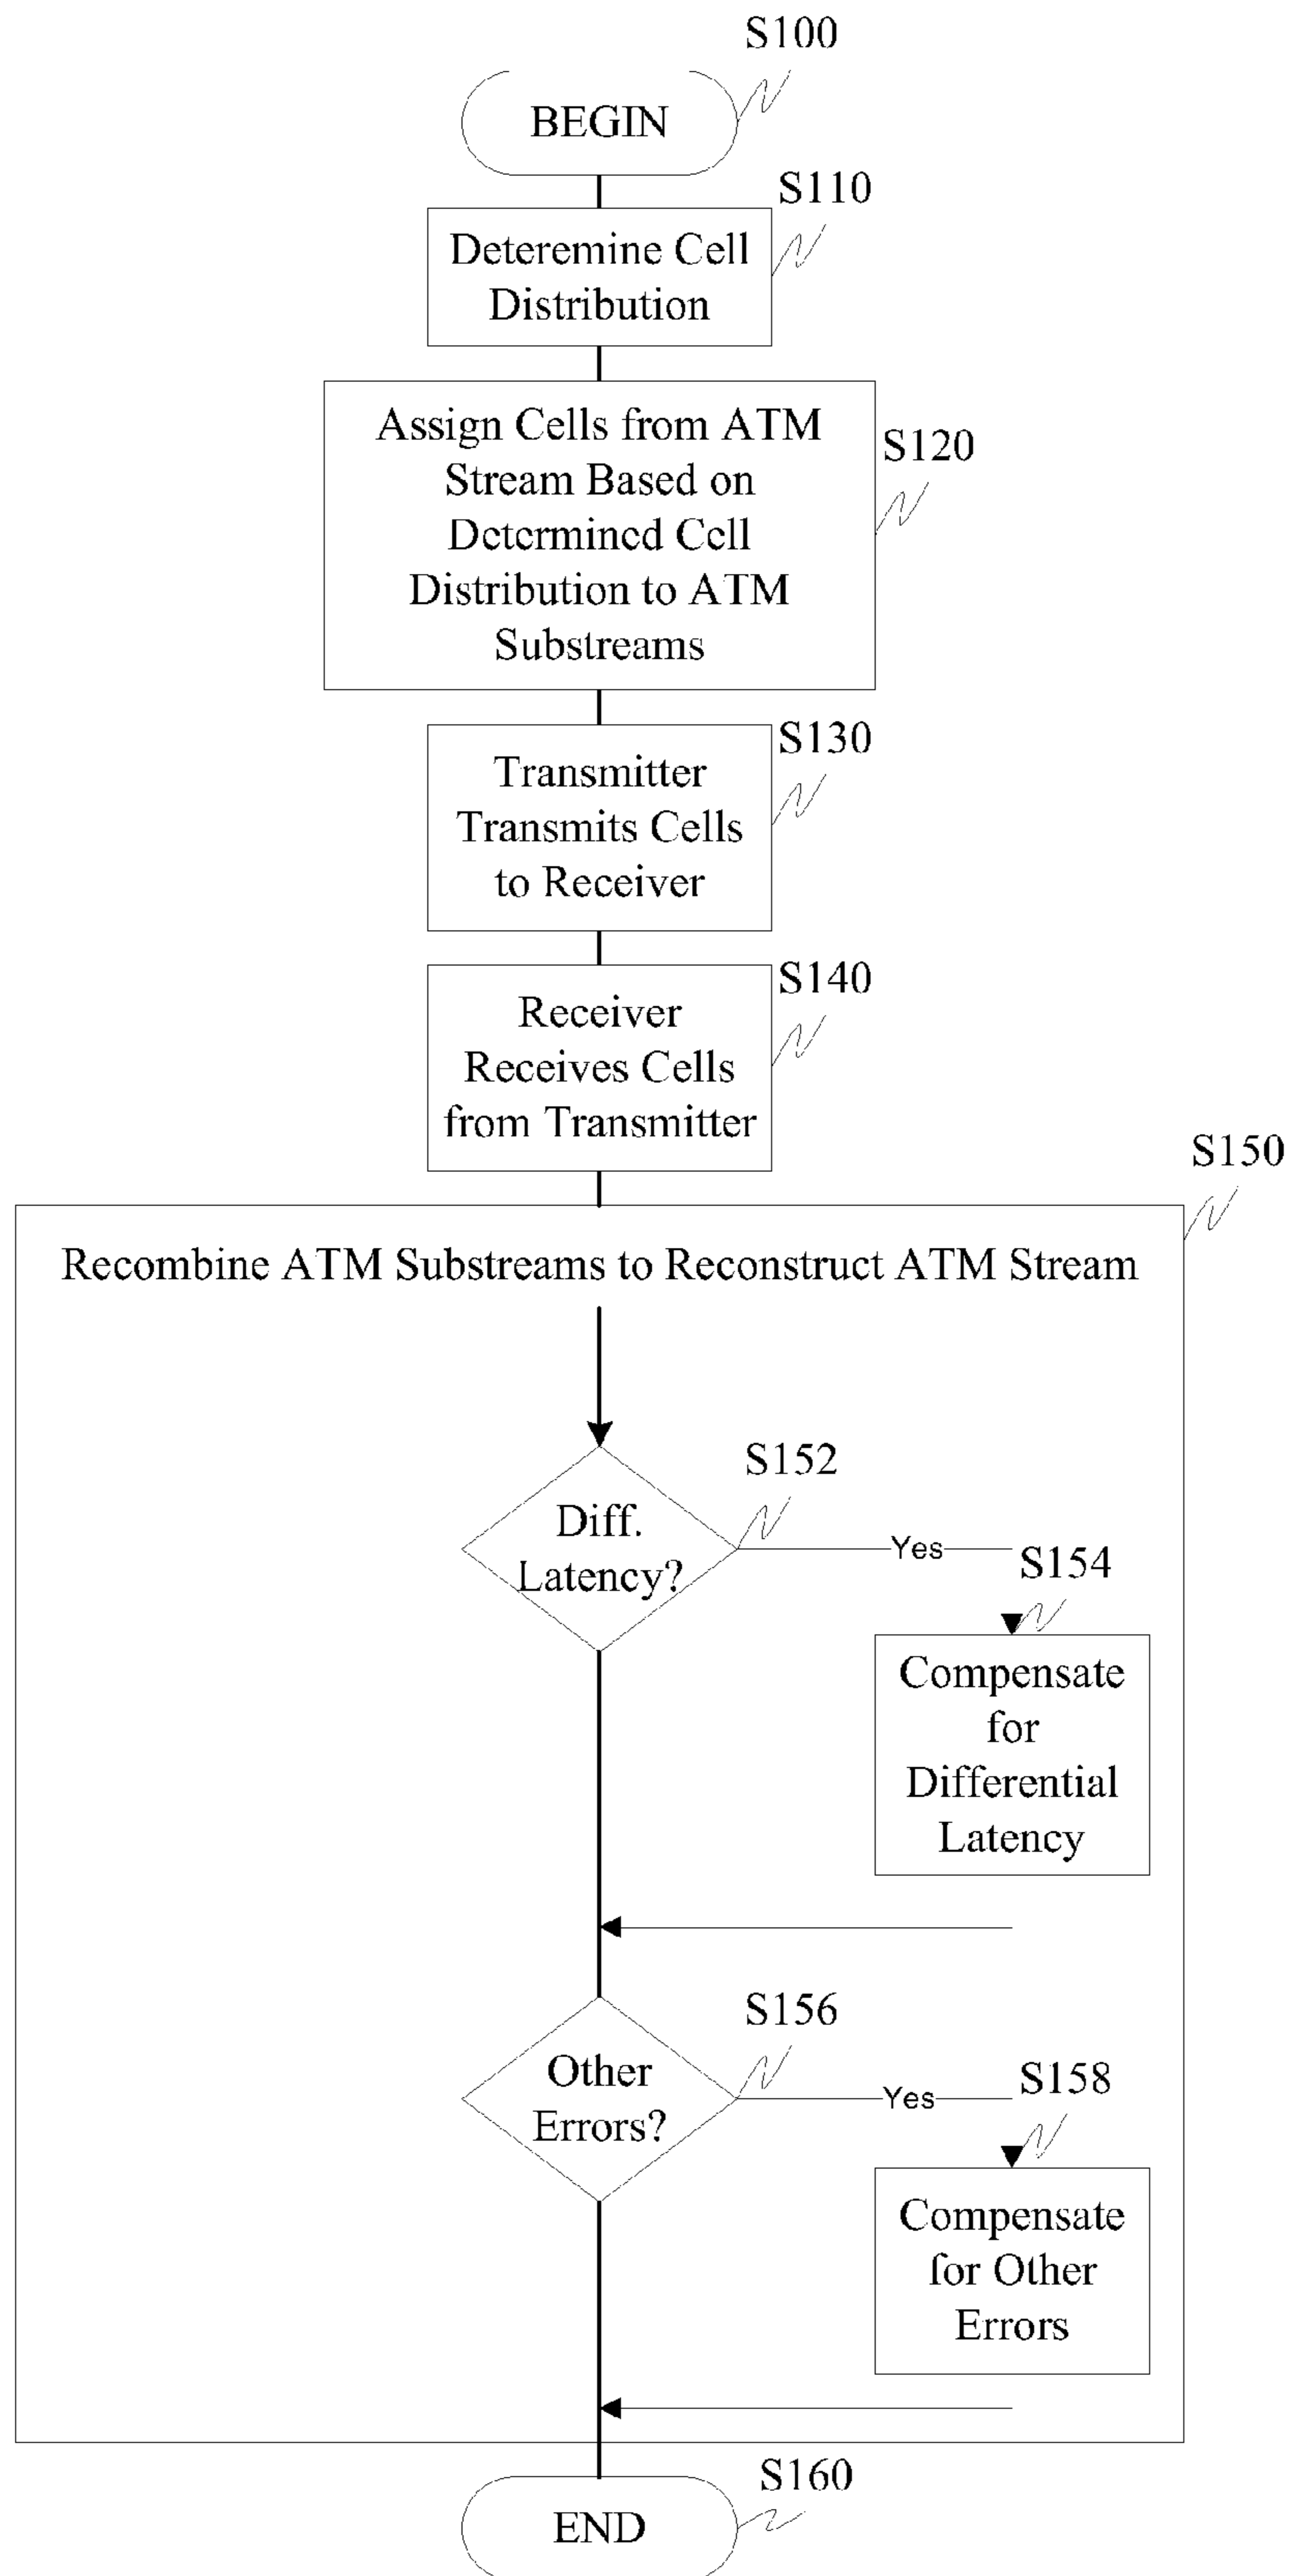 S100
BEGIN
S110
Deteremine Cell
Distribution
Assign Cells from ATM
Stream Based on
Determined Cell
Distribution to ATM
Substreams
S120
S130
Transmitter
Transmits Cells
to Receiver
S140
Receiver
Receives Cells
from Transmitter
S150
Recombine ATM Substreams to Reconstruct ATM Stream
S152
Diff.
Latency?
Yes
S154
Compensate
for
Differential
Latency
S156
Other
Errors?
Yes
S158
Compensate
for Other
Errors
S160
END